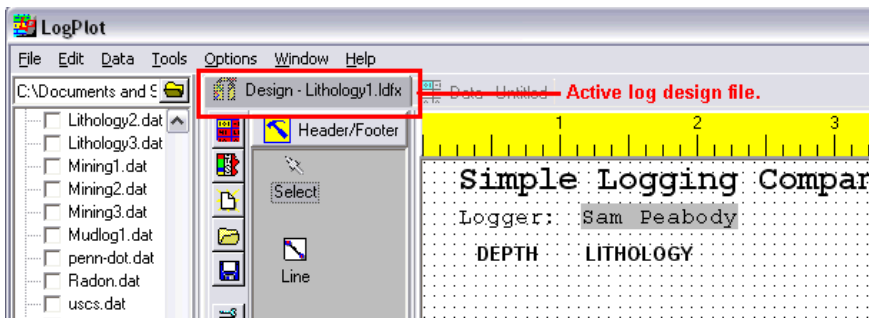 LogPlot
File Edit Data Tools Options Window Help
C:\Documents and S
Design - Lithology1.ldfx
Data - Untitled
Active log design file.
Lithology2.dat
Lithology3.dat
Mining1.dat
Mining2.dat
Mining3.dat
Mudlog1.dat
penn-dot.dat
Radon.dat
uscs.dat
Header/Footer
Select
Line
1 2 3
Simple Logging Compar
Logger: Sam Peabody
DEPTH LITHOLOGY